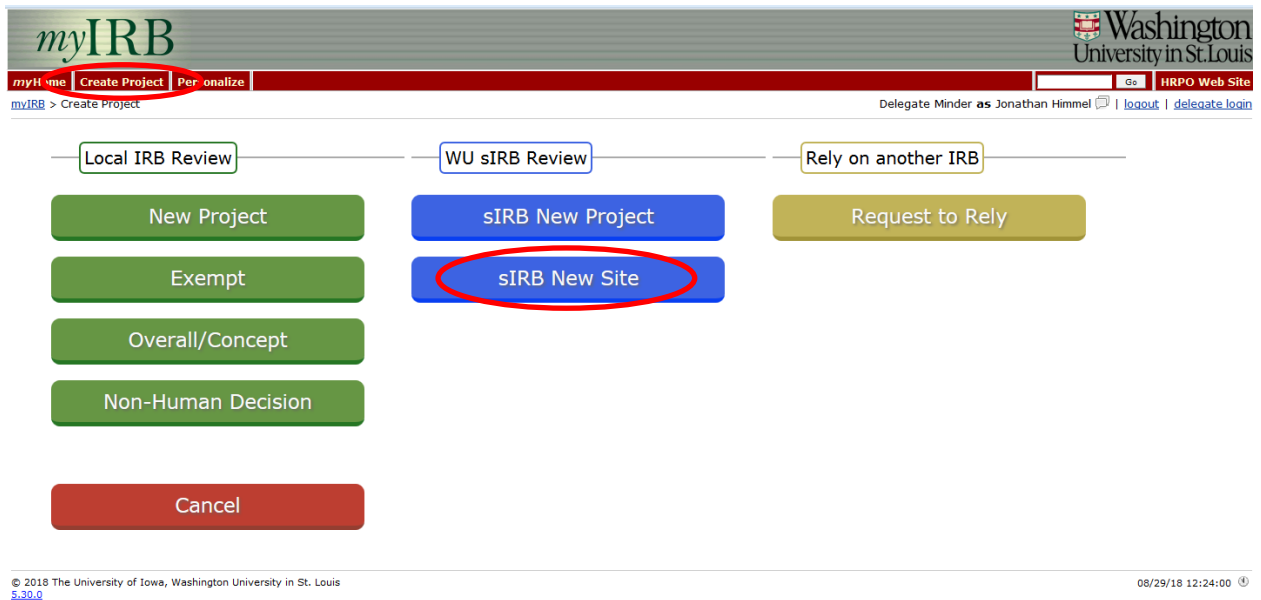 myIRB
Washington
University in St. Louis
myHome Create Project Personalize Go HRPO Web Site
myIRB > Create Project Delegate Minder as Jonathan Himmel | logout | delegate login
Local IRB Review WU sIRB Review Rely on another IRB
New Project sIRB New Project Request to Rely
Exempt sIRB New Site
Overall/Concept
Non-Human Decision
Cancel
© 2018 The University of Iowa, Washington University in St. Louis 08/29/18 12:24:00
5.30.0